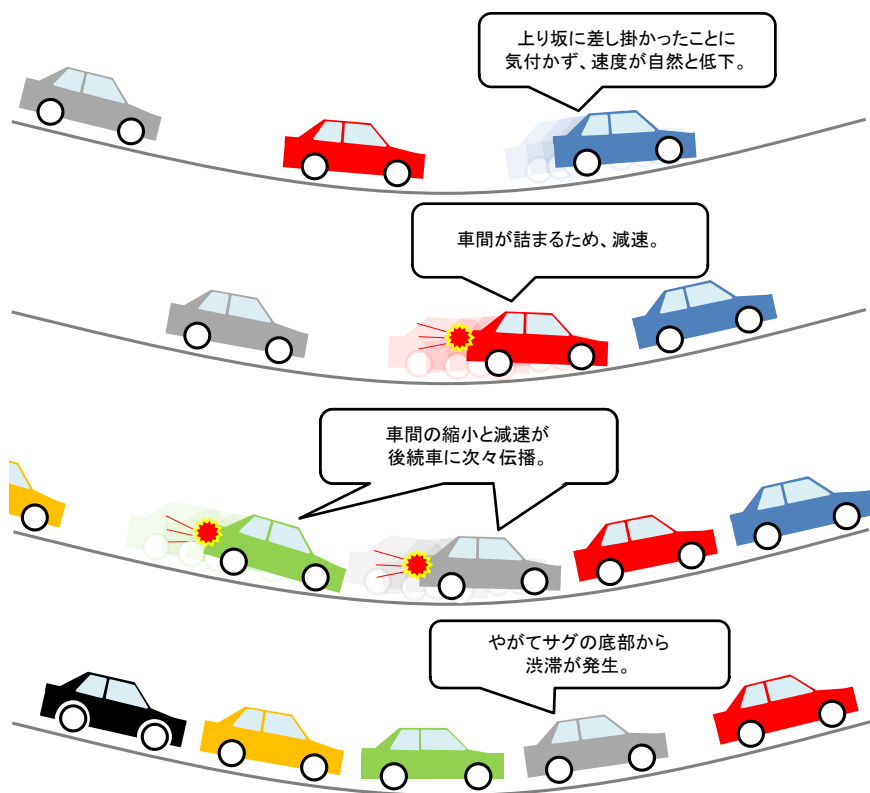 上り坂に差し掛かったことに
気付かず、速度が自然と低下。
車間が詰まるため、減速。
車間の縮小と減速が
後続車に次々伝播。
やがてサグの底部から
渋滞が発生。